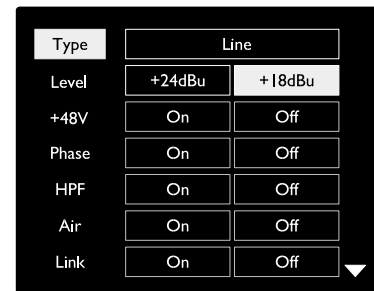 Type Line
Level +24dBu +18dBu
+48V On Off
Phase On Off
HPF On Off
Air On Off
Link On Off